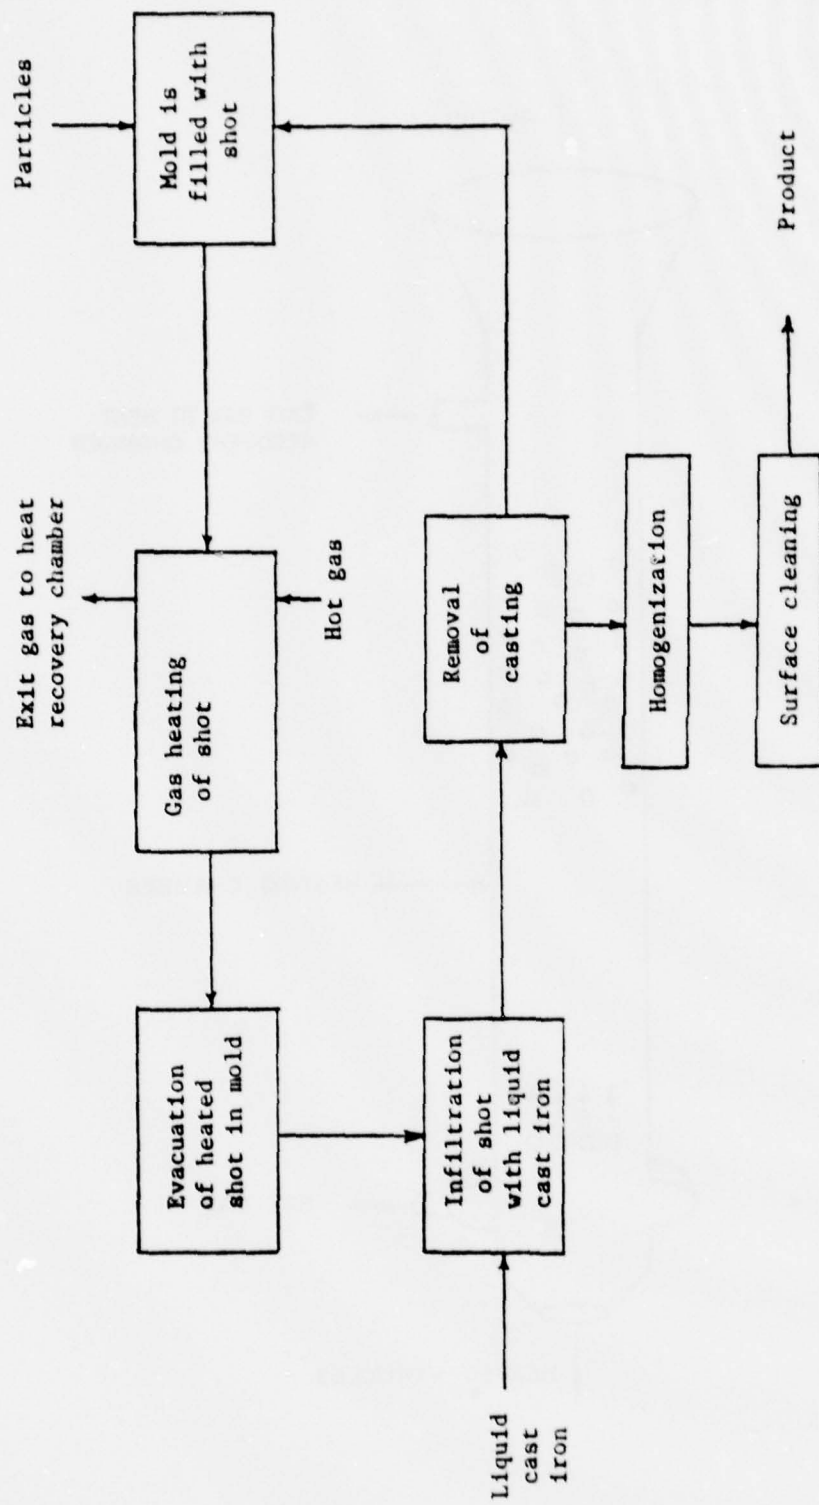 Particles
Mold is
filled with
shot
Exit gas to heat
recovery chamber
Gas heating
of shot
Hot gas
Evacuation
of heated
shot in mold
Liquid
cast
iron
Infiltration
of shot
with liquid
cast iron
Removal
of
casting
Homogenization
Surface cleaning
Product